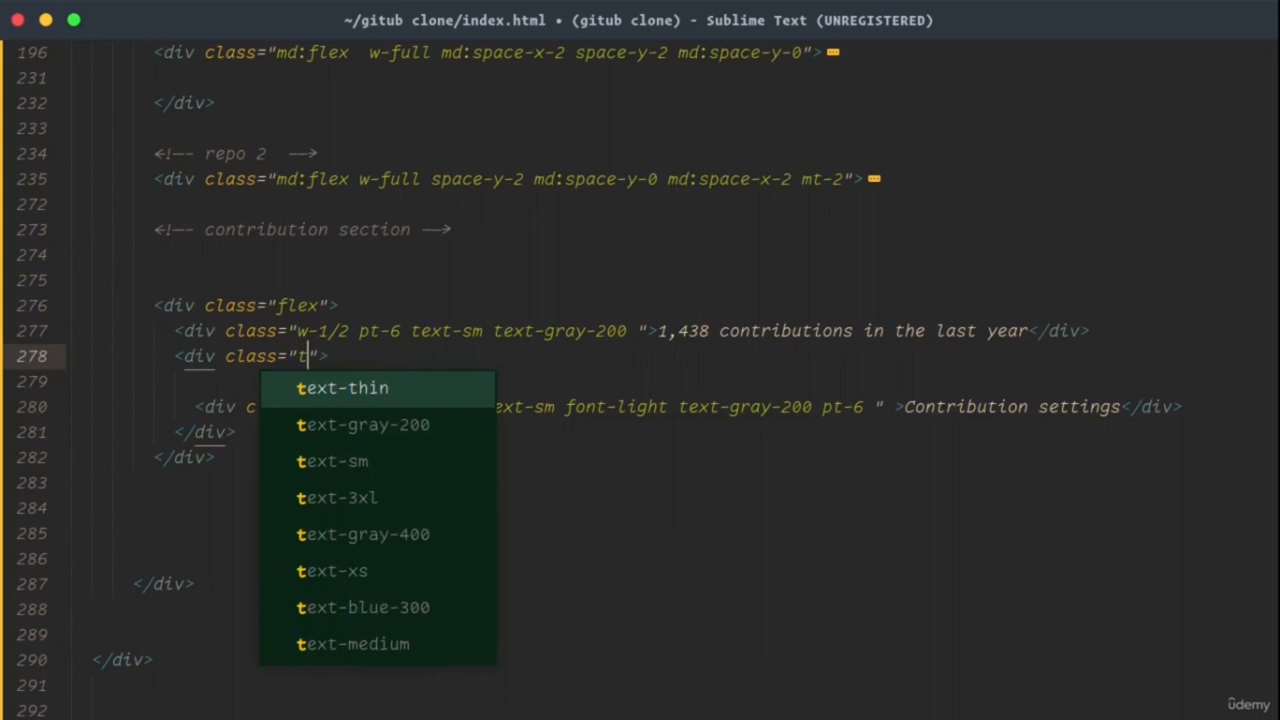 ~/gitub clone/index.html • (gitub clone) - Sublime Text (UNREGISTERED)
196 <div class="md:flex  w-full md:space-x-2 space-y-2 md:space-y-0">
231
232 </div>
233
234 <!-- repo 2  -->
235 <div class="md:flex w-full space-y-2 md:space-y-0 md:space-x-2 mt-2">
272
273 <!-- contribution section -->
274
275
276 <div class="flex">
277 <div class="w-1/2 pt-6 text-sm text-gray-200 ">1,438 contributions in the last year</div>
278 <div class="t">
279 text-thin
text-gray-200
280 <div c ext-sm font-light text-gray-200 pt-6 " >Contribution settings</div>
281 </div>
282 </div>
text-sm
283
284 text-3xl
285 text-gray-400
286 text-xs
287 </div>
288 text-blue-300
289 text-medium
290 </div>
291
292
udemy